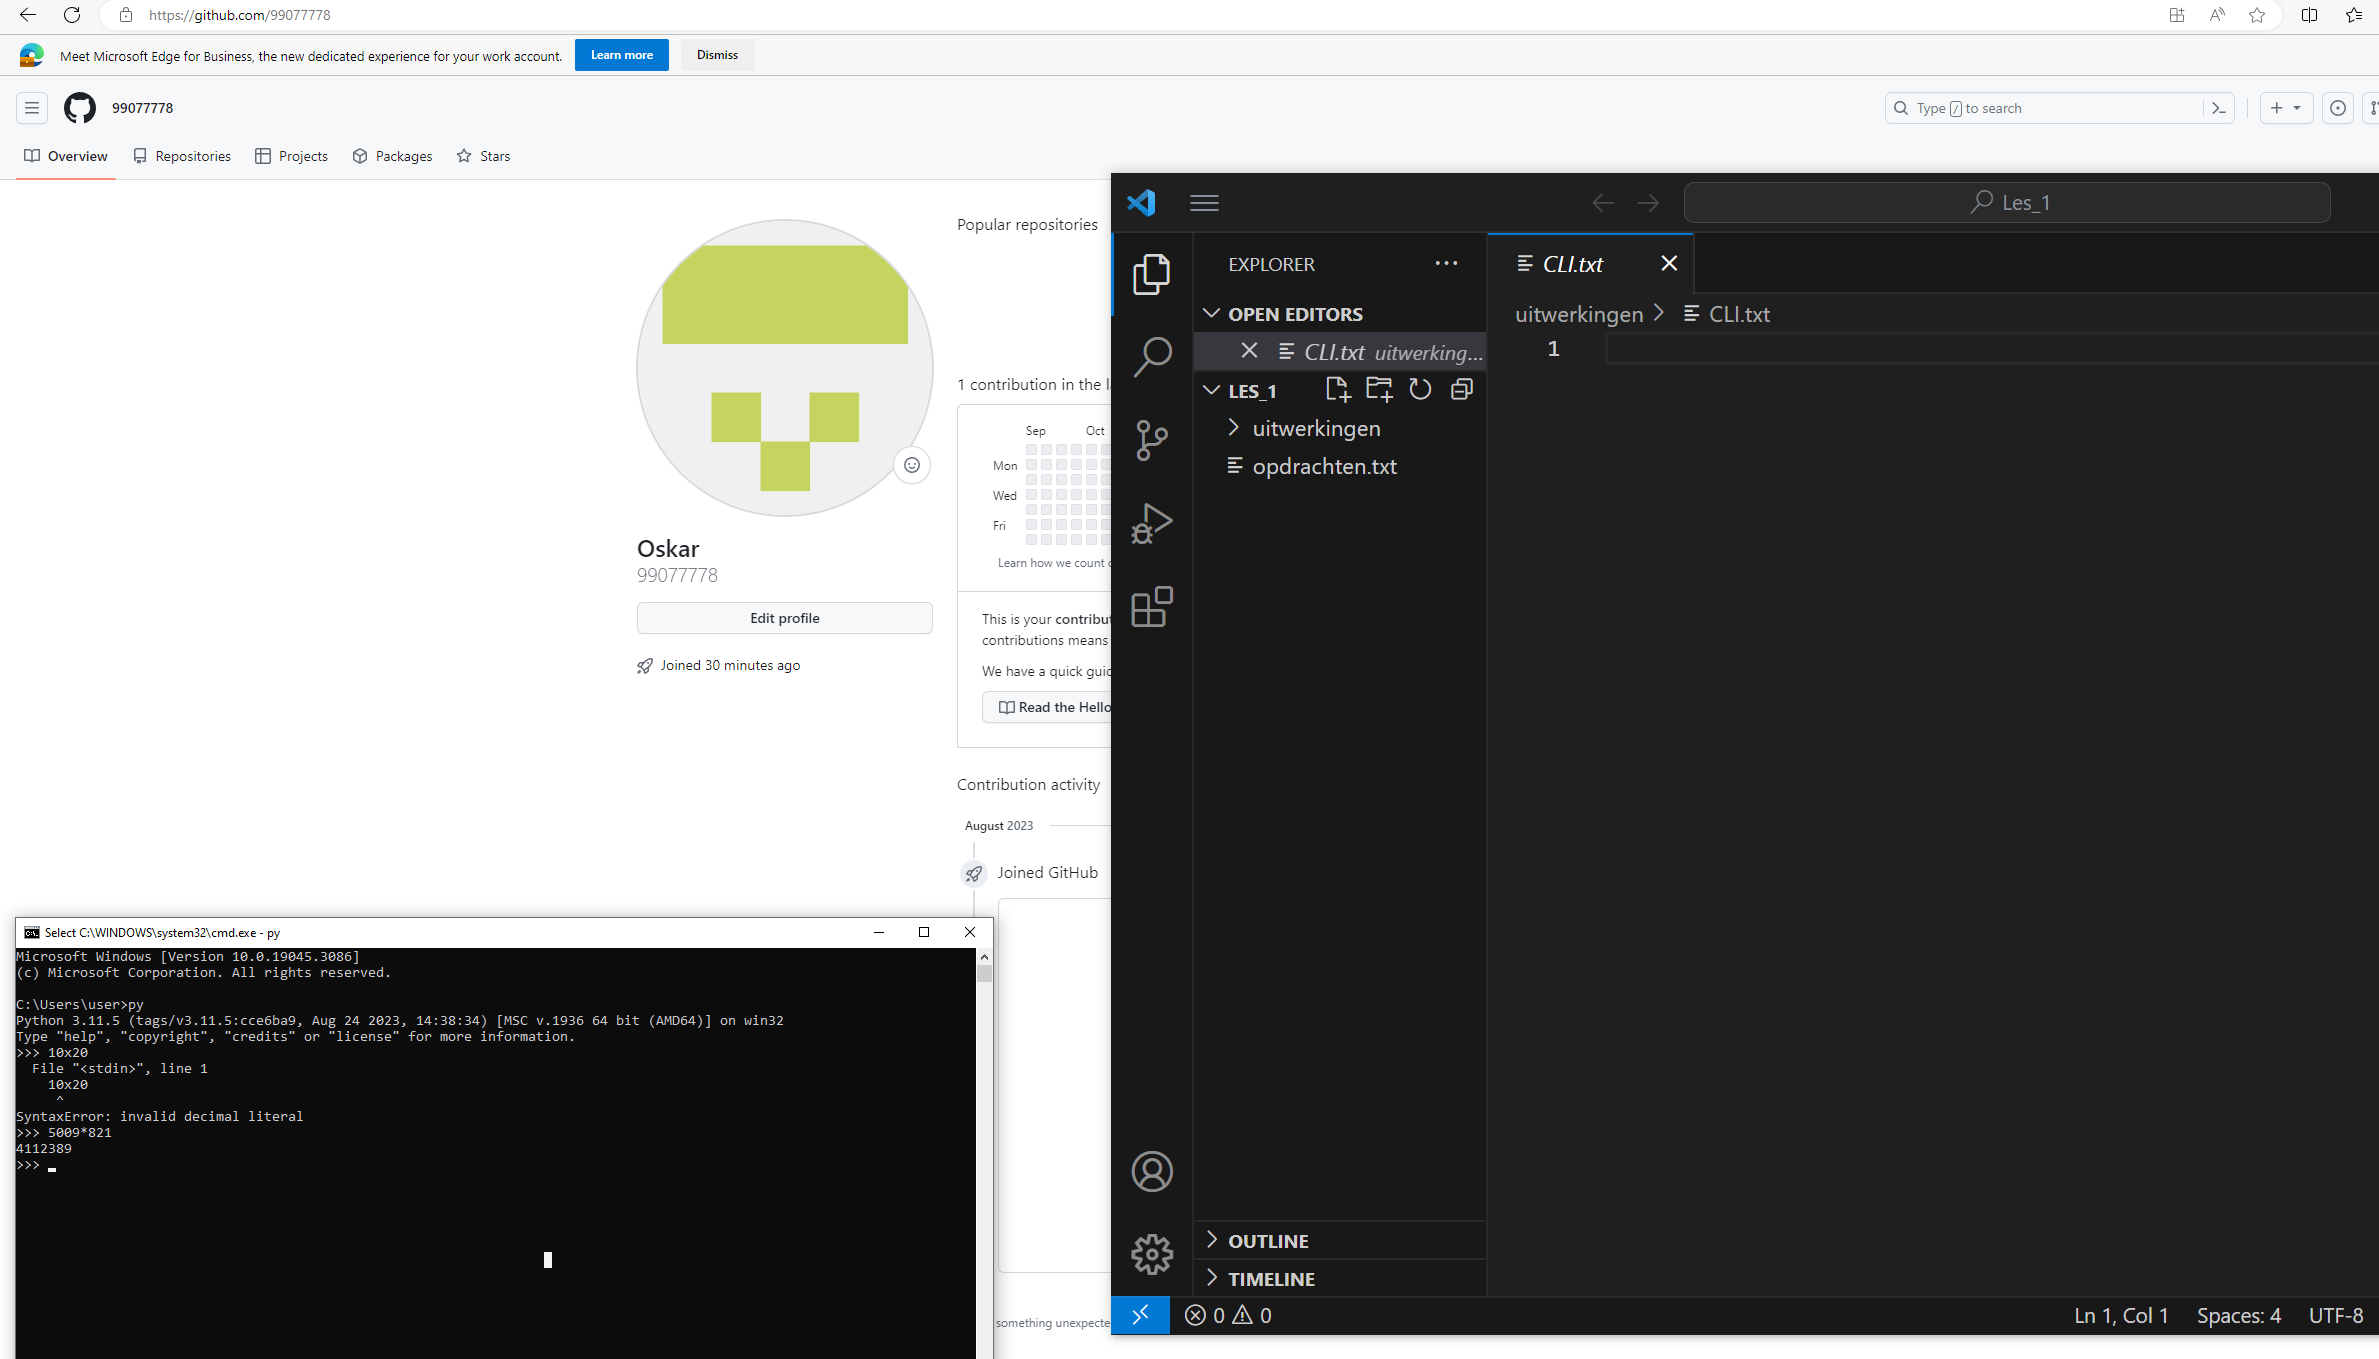 https://github.com/99077778
Meet Microsoft Edge for Business, the new dedicated experience for your work account.
Learn more
Dismiss
99077778
Type / to search
Overview
Repositories
Projects
Packages
Stars
Popular repositories
Oskar
99077778
Edit profile
Joined 30 minutes ago
1 contribution in the l
Sep Oct
Mon
Wed
Fri
Learn how we count c
This is your contribut
contributions means
We have a quick guid
Read the Hello
Contribution activity
August 2023
Joined GitHub
something unexpecte
Les_1
EXPLORER
OPEN EDITORS
CLI.txt uitwerking...
LES_1
uitwerkingen
opdrachten.txt
OUTLINE
TIMELINE
CLI.txt
uitwerkingen > CLI.txt
1
0 0
Ln 1, Col 1
Spaces: 4
UTF-8
Select C:\WINDOWS\system32\cmd.exe - py
Microsoft Windows [Version 10.0.19045.3086]
(c) Microsoft Corporation. All rights reserved.
C:\Users\user>py
Python 3.11.5 (tags/v3.11.5:cce6ba9, Aug 24 2023, 14:38:34) [MSC v.1936 64 bit (AMD64)] on win32
Type "help", "copyright", "credits" or "license" for more information.
>>> 10x20
File "<stdin>", line 1
10x20
^
SyntaxError: invalid decimal literal
>>> 5009*821
4112389
>>>